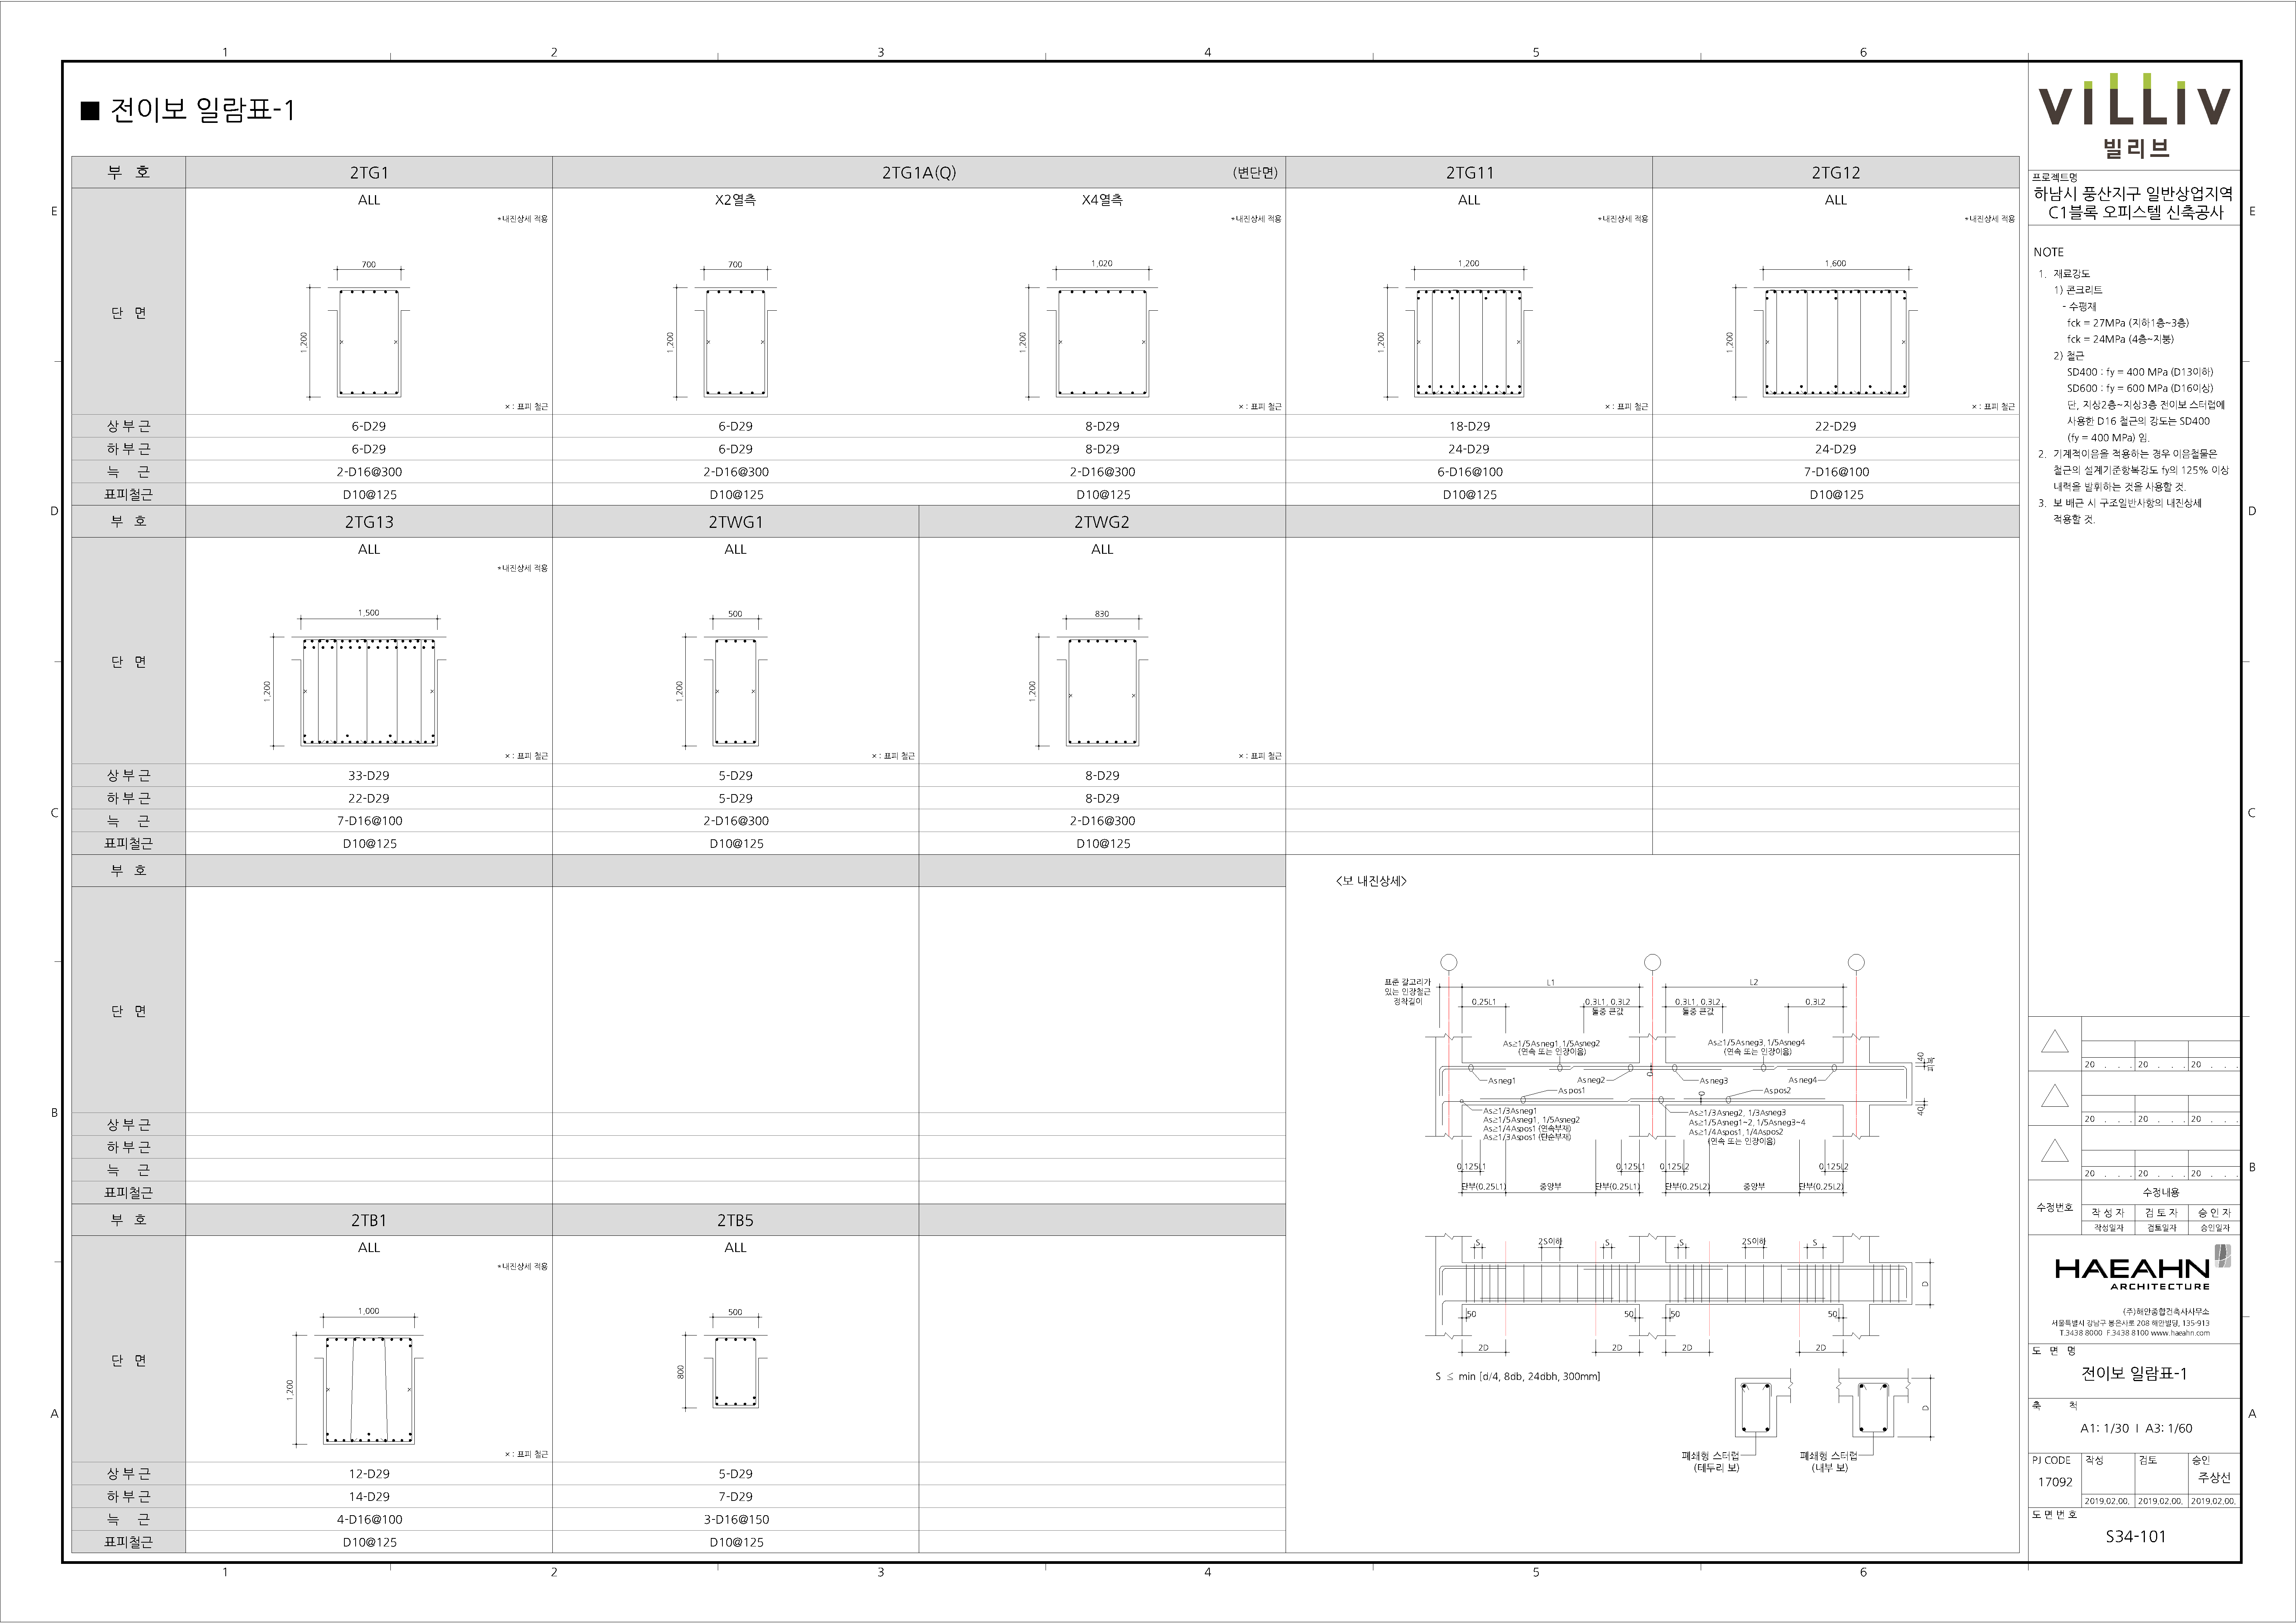 1 2 3 4 5 6
■ 전이보 일람표-1
부 호 2TG1 2TG1A(Q) (변단면) 2TG11 2TG12
ALL X2열측 X4열측 ALL ALL
*내진상세 적용 *내진상세 적용 *내진상세 적용 *내진상세 적용
700 700 1,020 1,200 1,600
단 면
1,200 1,200 1,200 1,200 1,200
× : 표피 철근 × : 표피 철근 × : 표피 철근 × : 표피 철근
상 부 근 6-D29 6-D29 8-D29 18-D29 22-D29
하 부 근 6-D29 6-D29 8-D29 24-D29 24-D29
늑 근 2-D16@300 2-D16@300 2-D16@300 6-D16@100 7-D16@100
표피철근 D10@125 D10@125 D10@125 D10@125 D10@125
부 호 2TG13 2TWG1 2TWG2
ALL ALL ALL
*내진상세 적용
1,500 500 830
단 면
1,200 1,200 1,200
× : 표피 철근 × : 표피 철근 × : 표피 철근
상 부 근 33-D29 5-D29 8-D29
하 부 근 22-D29 5-D29 8-D29
늑 근 7-D16@100 2-D16@300 2-D16@300
표피철근 D10@125 D10@125 D10@125
부 호
단 면
상 부 근
하 부 근
늑 근
표피철근
부 호 2TB1 2TB5
ALL ALL
*내진상세 적용
1,000 500
단 면
1,200 800
× : 표피 철근
상 부 근 12-D29 5-D29
하 부 근 14-D29 7-D29
늑 근 4-D16@100 3-D16@150
표피철근 D10@125 D10@125
<보 내진상세>
표준 갈고리가
있는 인장철근
정착길이
L1 L2
0.25L1 0.3L1, 0.3L2 0.3L1, 0.3L2 0.3L2
둘중 큰값 둘중 큰값
As≥1/5Asneg1, 1/5Asneg2 As≥1/5Asneg3, 1/5Asneg4
(연속 또는 인장이음) (연속 또는 인장이음)
40
피복
Asneg1 Asneg2 Asneg3 Asneg4
Aspos1 Aspos2
40
As≥1/3Asneg1
As≥1/5Asneg1, 1/5Asneg2
As≥1/4Aspos1 (연속부재)
As≥1/3Aspos1 (단순부재)
As≥1/3Asneg2, 1/3Asneg3
As≥1/5Asneg1~2, 1/5Asneg3~4
As≥1/4Aspos1, 1/4Aspos2
(연속 또는 인장이음)
0.125L1 0.125L1 0.125L2 0.125L2
단부(0.25L1) 중앙부 단부(0.25L1) 단부(0.25L2) 중앙부 단부(0.25L2)
S 2S이하 S S 2S이하 S
D
50 50 50 50
2D 2D 2D 2D
S ≤ min [d/4, 8db, 24dbh, 300mm]
D
폐쇄형 스터럽 폐쇄형 스터럽
(테두리 보) (내부 보)
VILLIV
빌리브
프로젝트명
하남시 풍산지구 일반상업지역
C1블록 오피스텔 신축공사
NOTE
1. 재료강도
1) 콘크리트
- 수평재
fck = 27MPa (지하1층~3층)
fck = 24MPa (4층~지붕)
2) 철근
SD400 : fy = 400 MPa (D13이하)
SD600 : fy = 600 MPa (D16이상)
단, 지상2층~지상3층 전이보 스터럽에
사용한 D16 철근의 강도는 SD400
(fy = 400 MPa) 임.
2. 기계적이음을 적용하는 경우 이음철물은
철근의 설계기준항복강도 fy의 125% 이상
내력을 발휘하는 것을 사용할 것.
3. 보 배근 시 구조일반사항의 내진상세
적용할 것.
20 . . . 20 . . . 20 . . .
20 . . . 20 . . . 20 . . .
20 . . . 20 . . . 20 . . .
수정번호 수정내용
작 성 자 검 토 자 승 인 자
작성일자 검토일자 승인일자
HAEAHN
ARCHITECTURE
(주)해안종합건축사사무소
서울특별시 강남구 봉은사로 208 해안빌딩, 135-913
T.3438 8000 F.3438 8100 www.haeahn.com
도 면 명
전이보 일람표-1
축 척
A1: 1/30 I A3: 1/60
PJ CODE 작성 검토 승인
17092 주상선
2019.02.00. 2019.02.00. 2019.02.00.
도 면 번 호
S34-101
E E
D D
C C
B B
A A
1 2 3 4 5 6